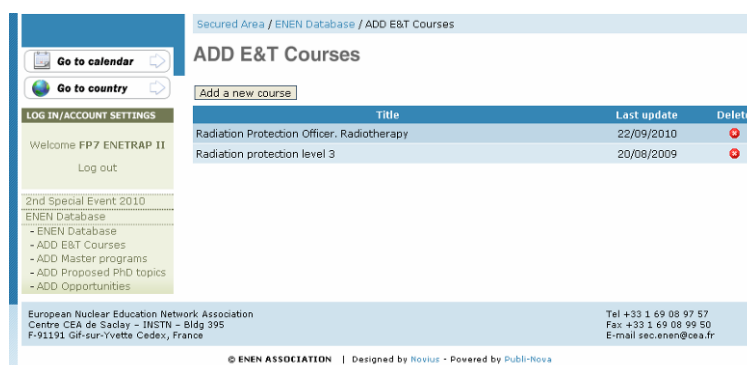 Secured Area / ENEN Database / ADD E&T Courses
Go to calendar
Go to country
ADD E&T Courses
Add a new course
Title Last update Delete
Radiation Protection Officer. Radiotherapy 22/09/2010
Radiation protection level 3 20/08/2009
LOG IN/ACCOUNT SETTINGS
Welcome FP7 ENETRAP II
Log out
2nd Special Event 2010
ENEN Database
- ENEN Database
- ADD E&T Courses
- ADD Master programs
- ADD Proposed PhD topics
- ADD Opportunities
European Nuclear Education Network Association
Centre CEA de Saclay – INSTN – Bldg 395
F-91191 Gif-sur-Yvette Cedex, France
Tel +33 1 69 08 97 57
Fax +33 1 69 08 99 50
E-mail sec.enen@cea.fr
© ENEN ASSOCIATION | Designed by Novius - Powered by Publi-Nova